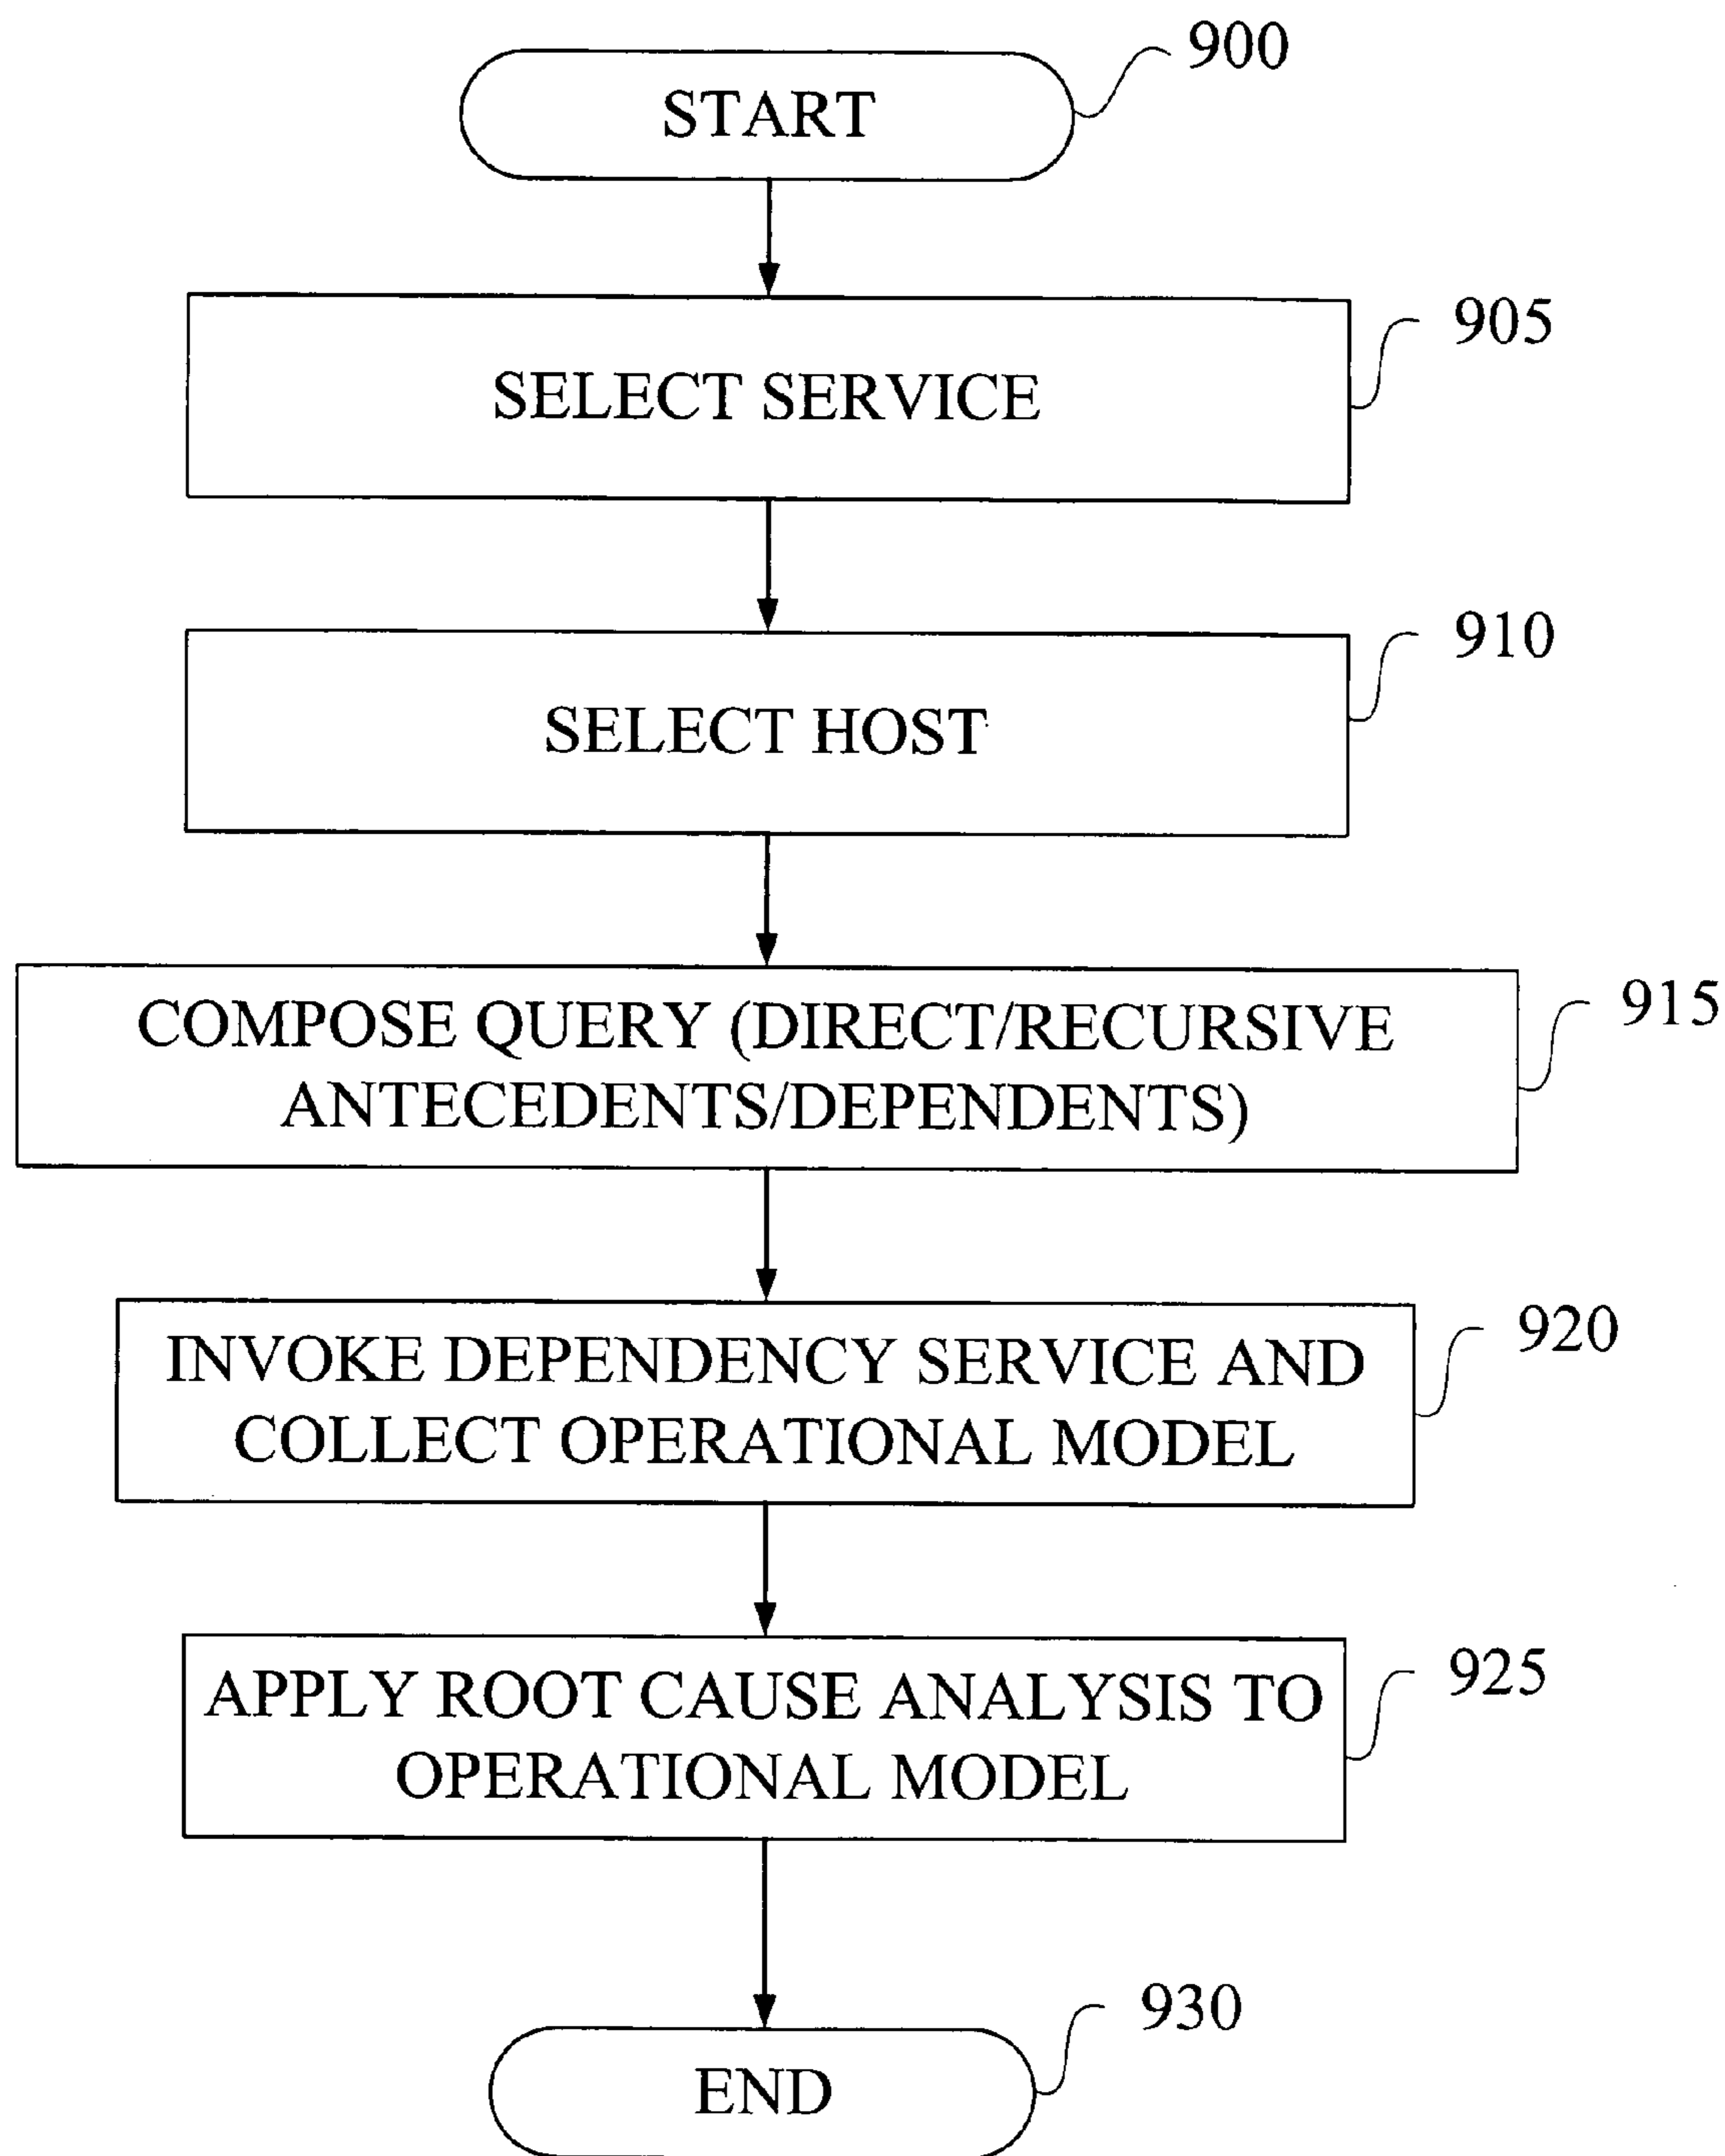 START
900
SELECT SERVICE
905
SELECT HOST
910
COMPOSE QUERY (DIRECT/RECURSIVE
ANTECEDENTS/DEPENDENTS)
915
INVOKE DEPENDENCY SERVICE AND
COLLECT OPERATIONAL MODEL
920
APPLY ROOT CAUSE ANALYSIS TO
OPERATIONAL MODEL
925
END
930